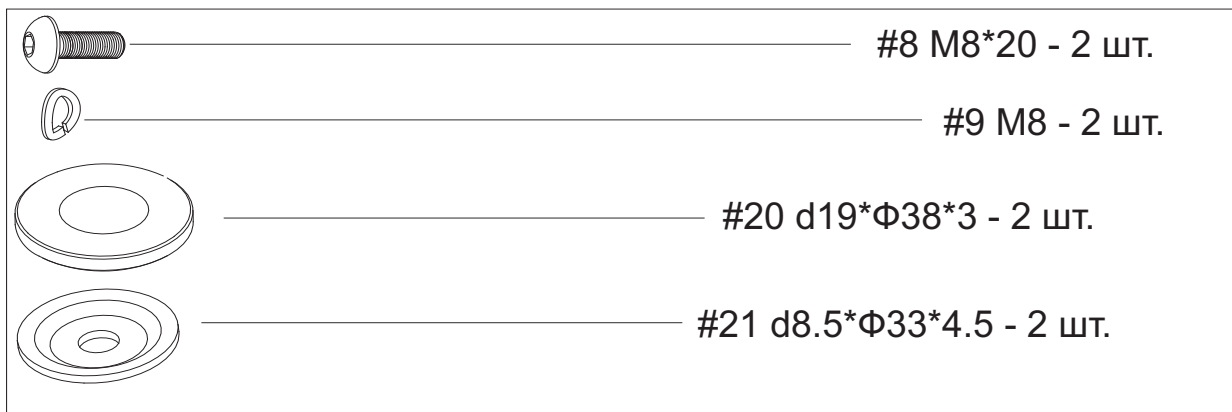 #8 M8*20 - 2 шт.
#9 M8 - 2 шт.
#20 d19*Φ38*3 - 2 шт.
#21 d8.5*Φ33*4.5 - 2 шт.